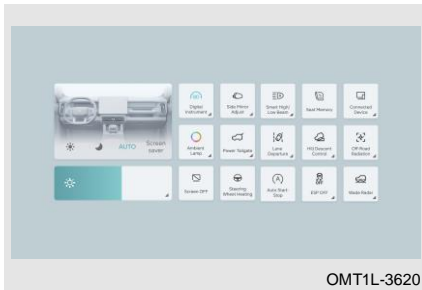 Digital
Instrument
Side Mirror
Adjust
Smart High/
Low Beam
Seat Memory
Connected
Device
AUTO
Screen
saver
Ambient
Lamp
Power Tailgate
Lane
Departure
Hill Descent
Control
Off Road
Screen OFF
Steering
Wheel Heating
Auto Start
Stop
ESP OFF
Wade Radar
OMT1L-3620